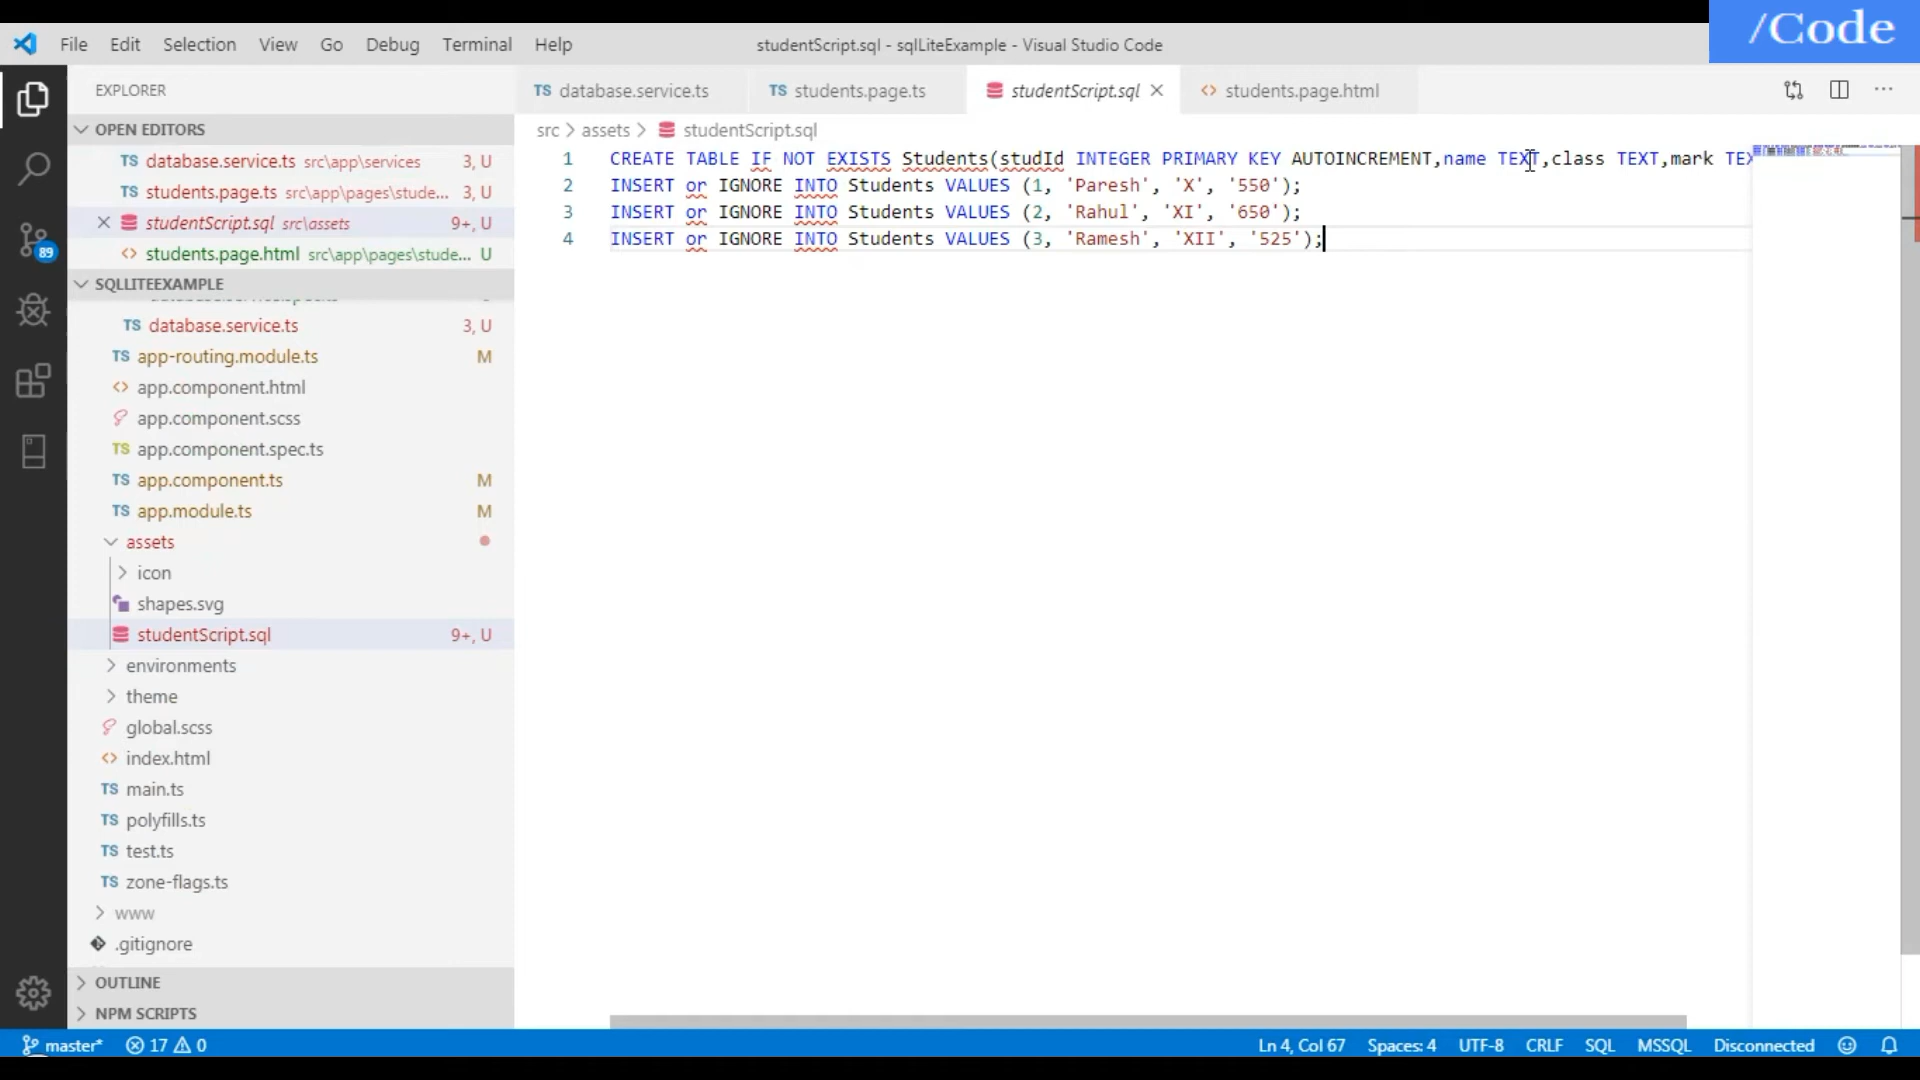 /Code
File Edit Selection View Go Debug Terminal Help
studentScript.sql - sqlLiteExample - Visual Studio Code
EXPLORER
OPEN EDITORS
TS database.service.ts src\app\services 3, U
TS students.page.ts src\app\pages\stude... 3, U
studentScript.sql src\assets 9+, U
<> students.page.html src\app\pages\stude... U
SQLLITEEXAMPLE
TS database.service.ts 3, U
TS app-routing.module.ts M
<> app.component.html
app.component.scss
TS app.component.spec.ts
TS app.component.ts M
TS app.module.ts M
assets
icon
shapes.svg
studentScript.sql 9+, U
environments
theme
global.scss
<> index.html
TS main.ts
TS polyfills.ts
TS test.ts
TS zone-flags.ts
www
.gitignore
OUTLINE
NPM SCRIPTS
89
TS database.service.ts TS students.page.ts studentScript.sql <> students.page.html
src > assets > studentScript.sql
1 CREATE TABLE IF NOT EXISTS Students(studId INTEGER PRIMARY KEY AUTOINCREMENT,name TEXT,class TEXT,mark TEX
2 INSERT or IGNORE INTO Students VALUES (1, 'Paresh', 'X', '550');
3 INSERT or IGNORE INTO Students VALUES (2, 'Rahul', 'XI', '650');
4 INSERT or IGNORE INTO Students VALUES (3, 'Ramesh', 'XII', '525');
master* 17 0 Ln 4, Col 67 Spaces: 4 UTF-8 CRLF SQL MSSQL Disconnected